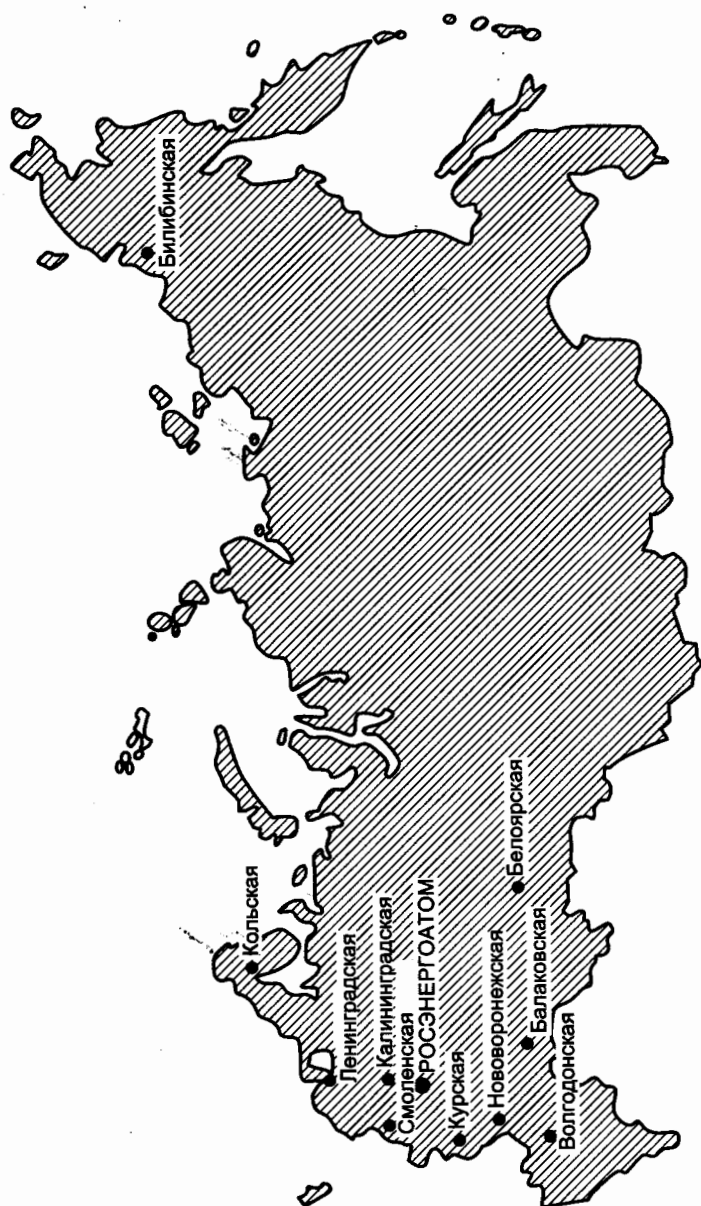 Билибинская
Кольская
Ленинградская
Калининградская
Смоленская
РОСЭНЕРГОАТОМ
Курская
Нововоронежская
Белоярская
Балаковская
Волгодонская